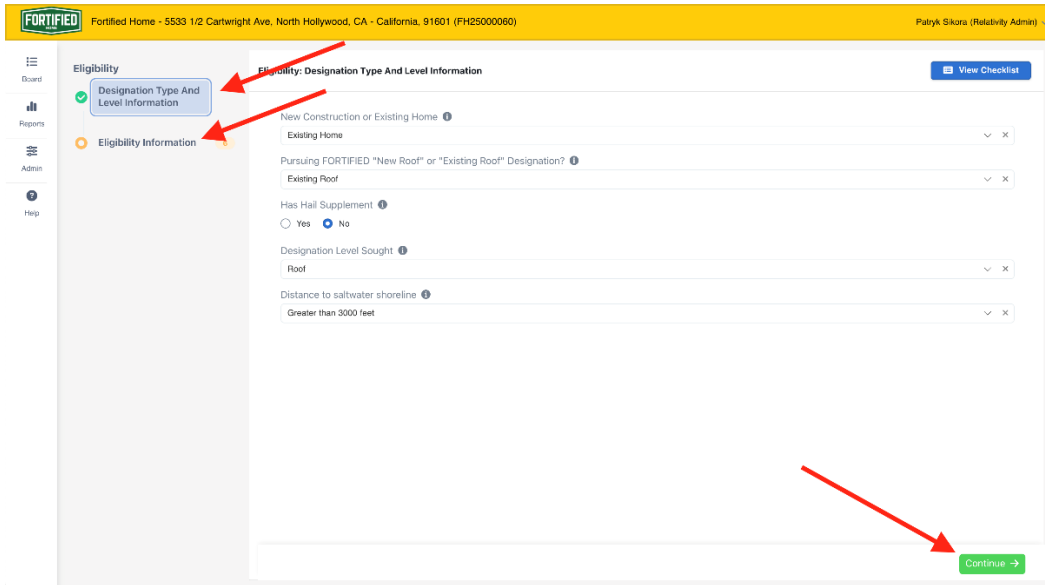 FORTIFIED
HOME
Fortified Home - 5533 1/2 Cartwright Ave, North Hollywood, CA - California, 91601 (FH25000060)
Patryk Sikora (Relativity Admin)
Board
Reports
Admin
Help
Eligibility
Designation Type And
Level Information
Eligibility Information
Eligibility: Designation Type And Level Information
View Checklist
New Construction or Existing Home
Existing Home
Pursuing FORTIFIED "New Roof" or "Existing Roof" Designation?
Existing Roof
Has Hail Supplement
Yes No
Designation Level Sought
Roof
Distance to saltwater shoreline
Greater than 3000 feet
Continue →